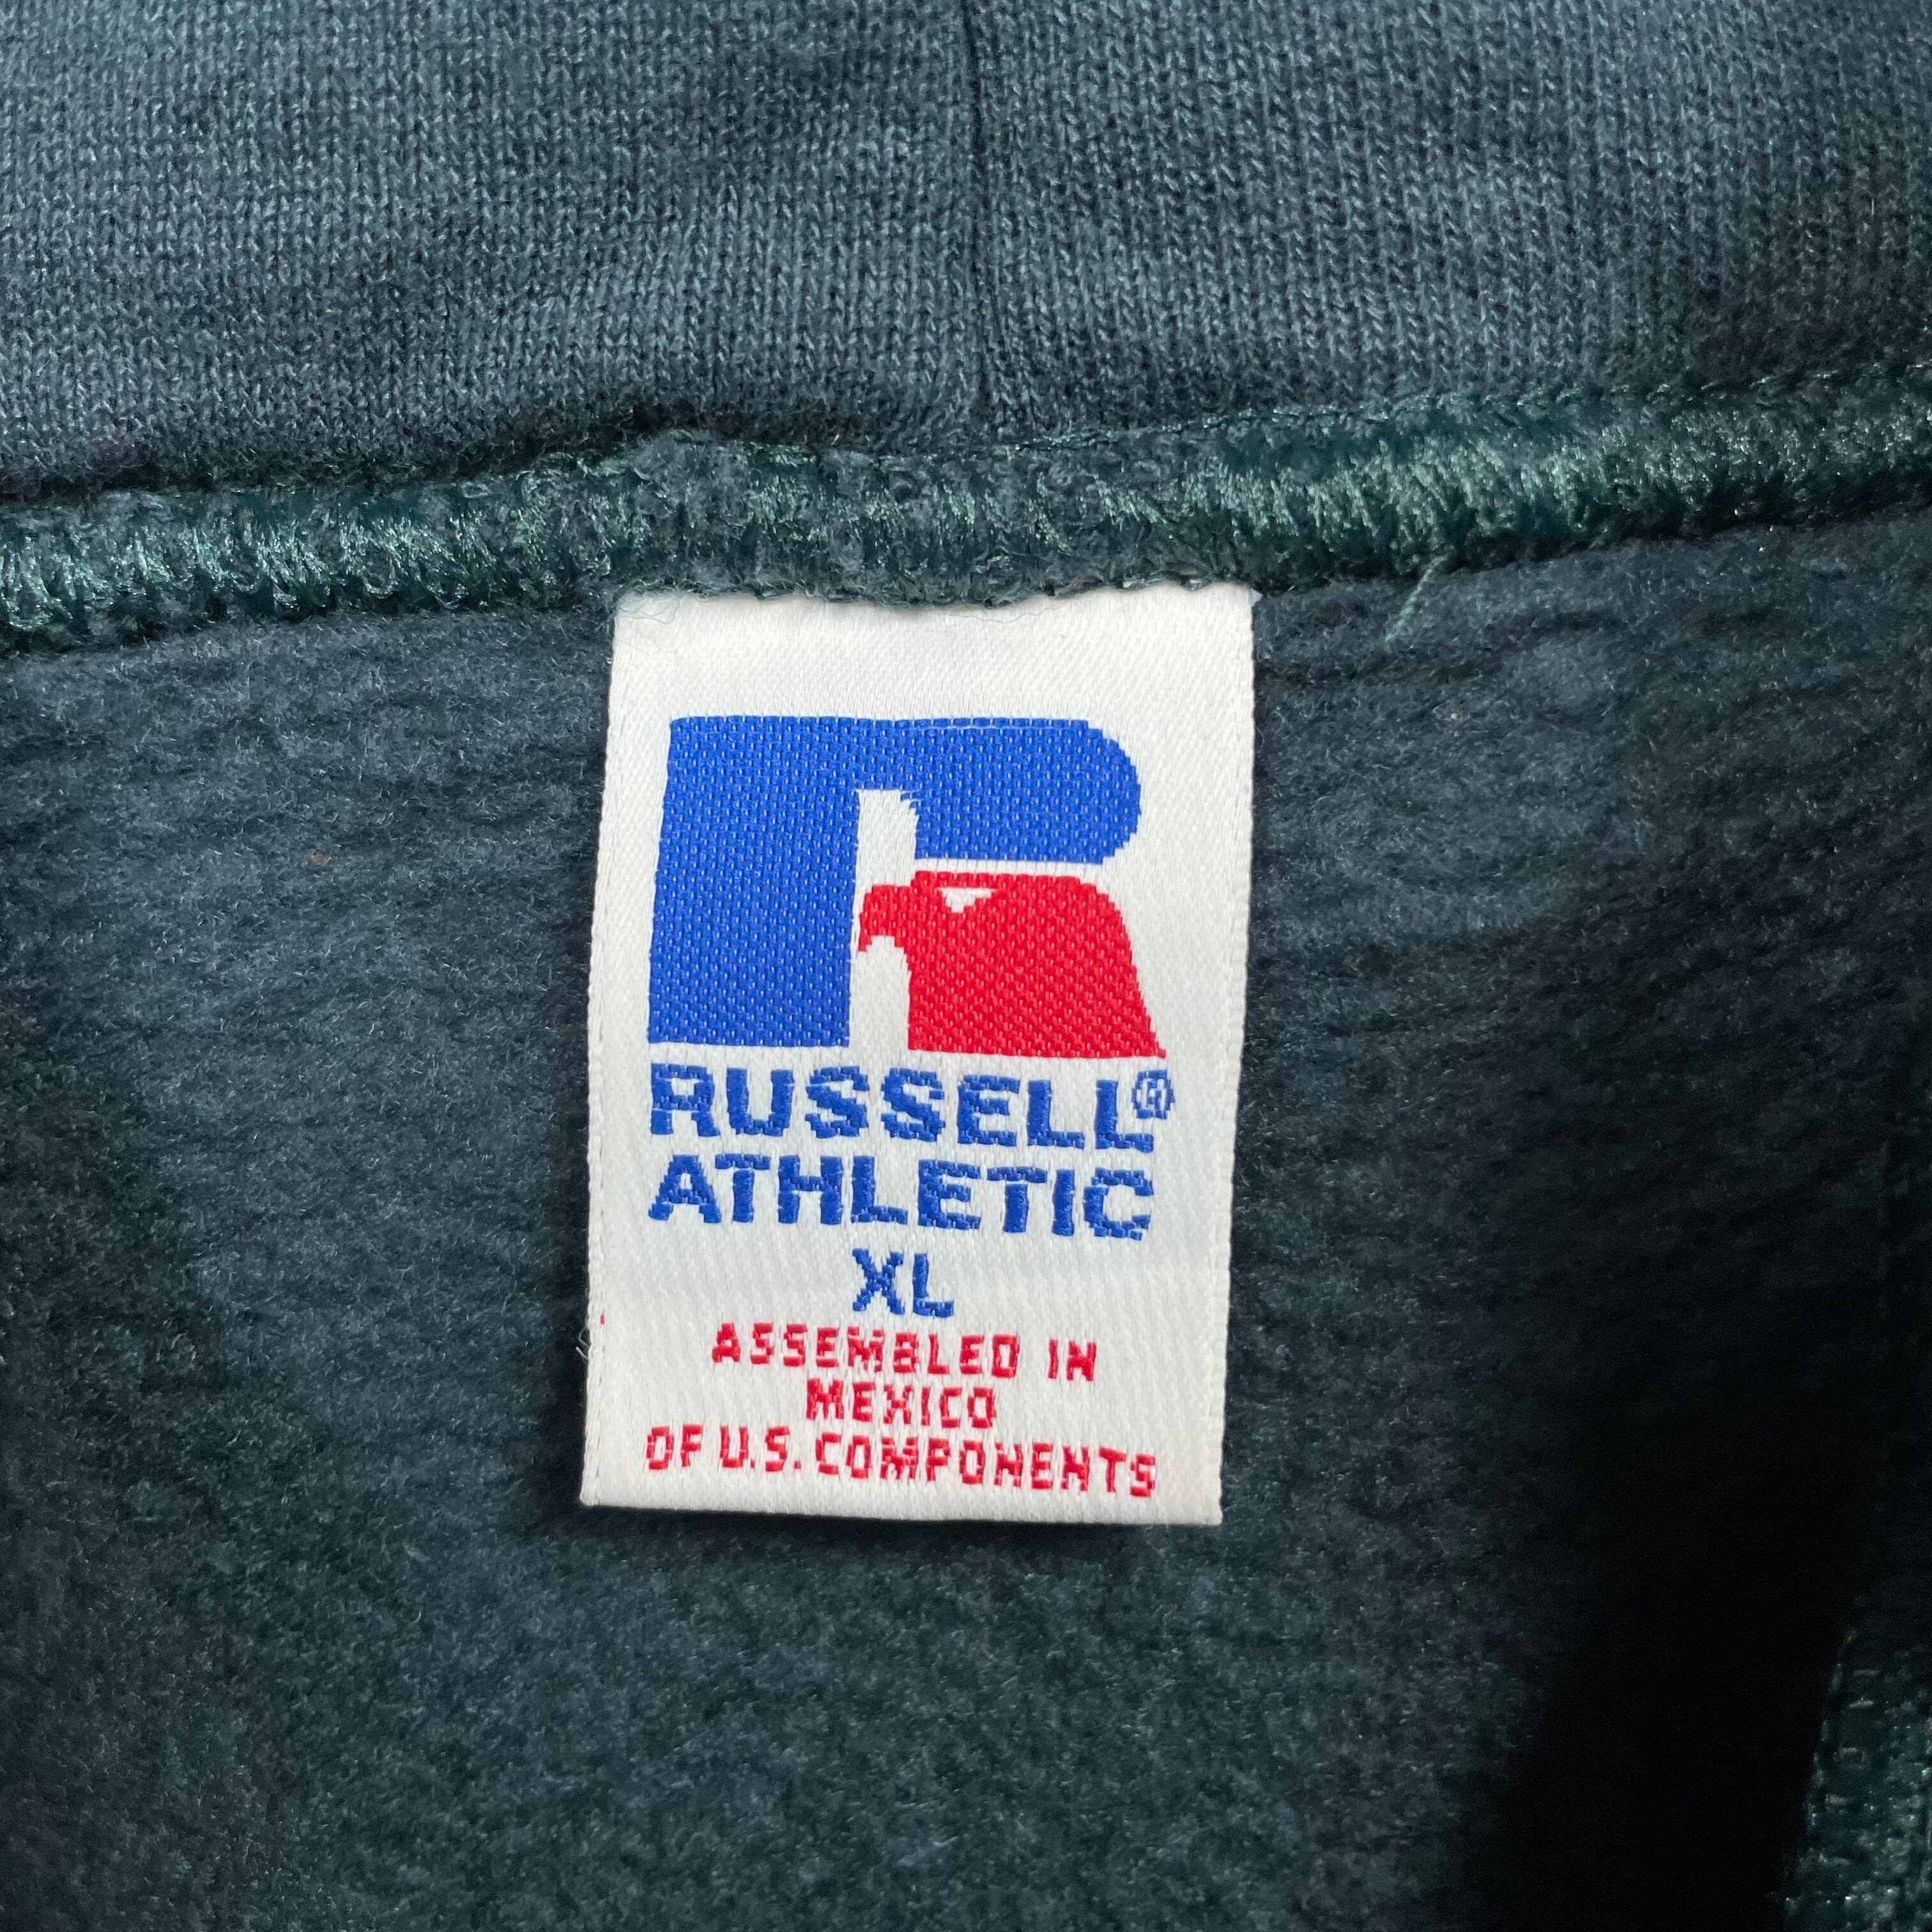 RUSSELL®
ATHLETIC
XL
ASSEMBLED IN
MEXICO
OF U.S. COMPONENTS